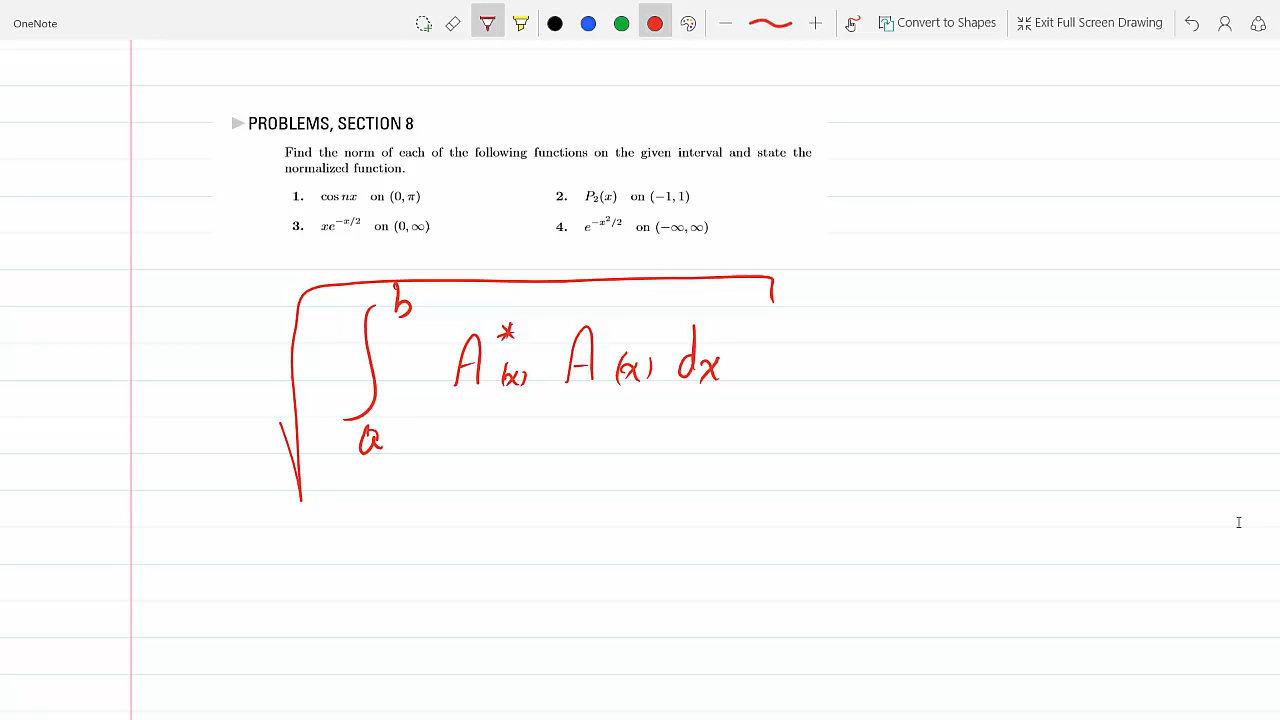 OneNote
Convert to Shapes
Exit Full Screen Drawing
PROBLEMS, SECTION 8
Find the norm of each of the following functions on the given interval and state the
normalized function.
1. cos nx on (0, π) 2. P₂(x) on (−1, 1)
3. xe^{−x/2} on (0, ∞) 4. e^{−x²/2} on (−∞, ∞)
√∫_a^b A*(x) A(x) dx